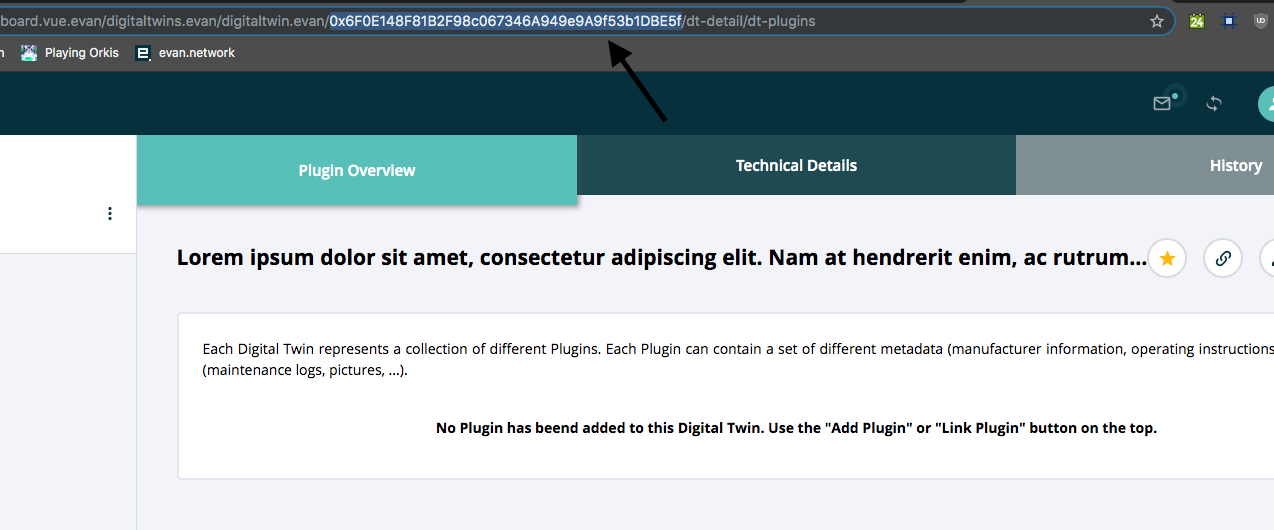 board.vue.evan/digitaltwins.evan/digitaltwin.evan/0x6F0E148F81B2F98c067346A949e9A9f53b1DBE5f/dt-detail/dt-plugins
24
n Playing Orkis evan.network
Plugin Overview
Technical Details
History
Lorem ipsum dolor sit amet, consectetur adipiscing elit. Nam at hendrerit enim, ac rutrum...
Each Digital Twin represents a collection of different Plugins. Each Plugin can contain a set of different metadata (manufacturer information, operating instructions
(maintenance logs, pictures, ...).
No Plugin has beend added to this Digital Twin. Use the "Add Plugin" or "Link Plugin" button on the top.